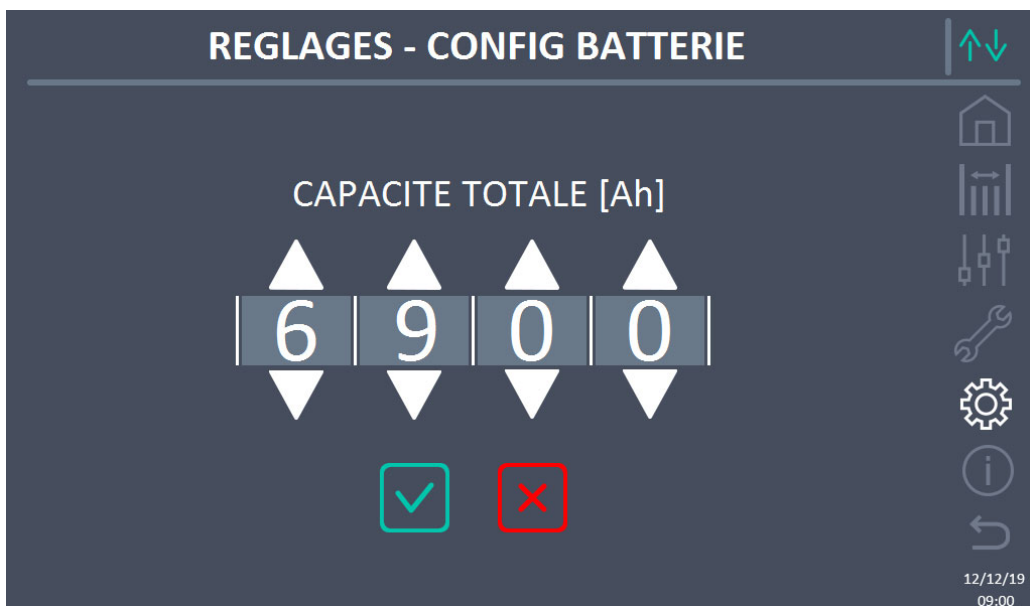 REGLAGES - CONFIG BATTERIE
CAPACITE TOTALE [Ah]
6 9 0 0
12/12/19
09:00